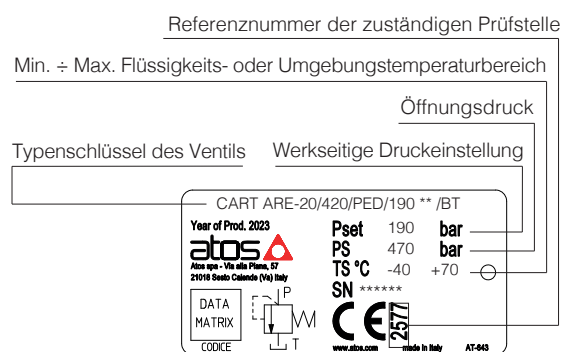 Referenznummer der zuständigen Prüfstelle
Min. ÷ Max. Flüssigkeits- oder Umgebungstemperaturbereich
Öffnungsdruck
Typenschlüssel des Ventils
Werkseitige Druckeinstellung
CART ARE-20/420/PED/190 ** /BT
Year of Prod. 2023
atos
Atos spa - Via alla Piana, 57
21018 Sesto Calende (Va) Italy
Pset 190 bar
PS 470 bar
TS °C -40 +70
SN ******
DATA
MATRIX
CODICE
P
T
CE
2577
www.atos.com
made in Italy
AT-643